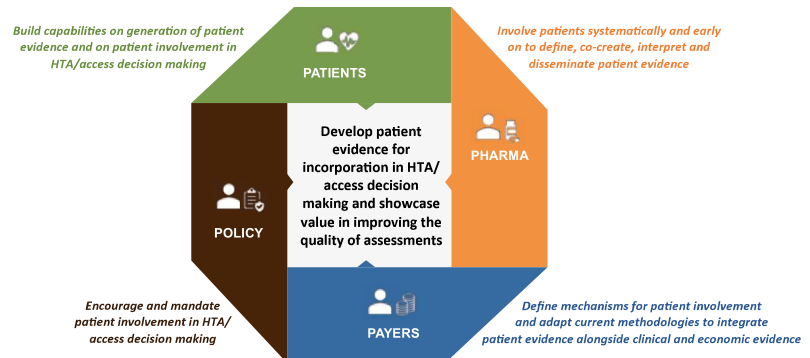 Build capabilities on generation of patient
evidence and on patient involvement in
HTA/access decision making
PATIENTS
Involve patients systematically and early
on to define, co-create, interpret and
disseminate patient evidence
PHARMA
Develop patient
evidence for
incorporation in HTA/
access decision
making and showcase
value in improving the
quality of assessments
POLICY
Encourage and mandate
patient involvement in HTA/
access decision making
PAYERS
Define mechanisms for patient involvement
and adapt current methodologies to integrate
patient evidence alongside clinical and economic evidence